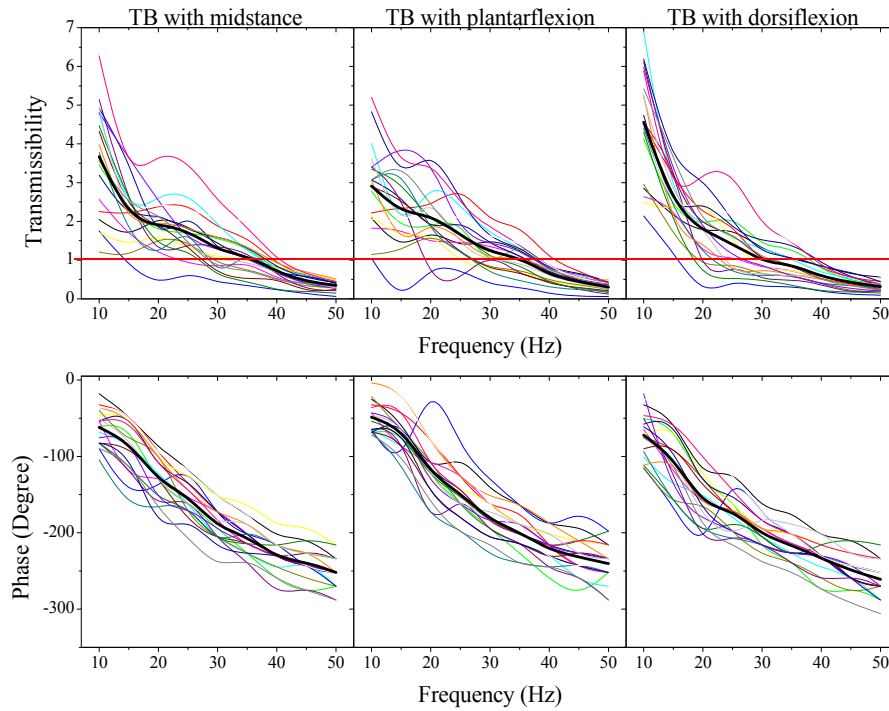 TB with midstance TB with plantarflexion TB with dorsiflexion
7
6
5
4
3
2
1
0
Transmissibility
10 20 30 40 50 10 20 30 40 50 10 20 30 40 50
Frequency (Hz)
0
-100
-200
-300
Phase (Degree)
10 20 30 40 50 10 20 30 40 50 10 20 30 40 50
Frequency (Hz)